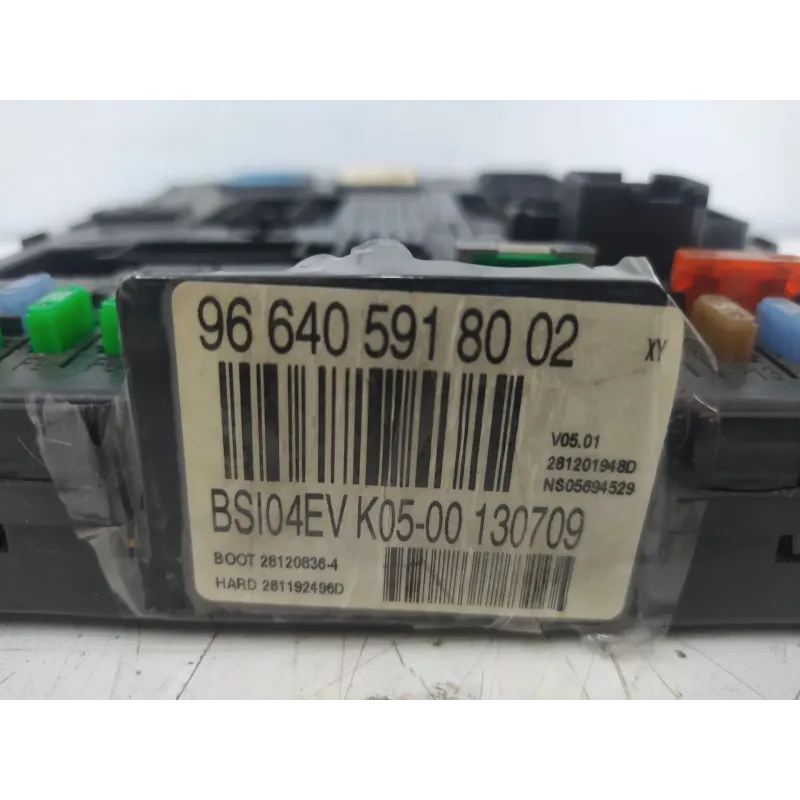 96 640 591 80 02
XY
V05.01
281201948D
NS05694529
BSI04EV K05-00 130709
BOOT 28120836-4
HARD 281192496D